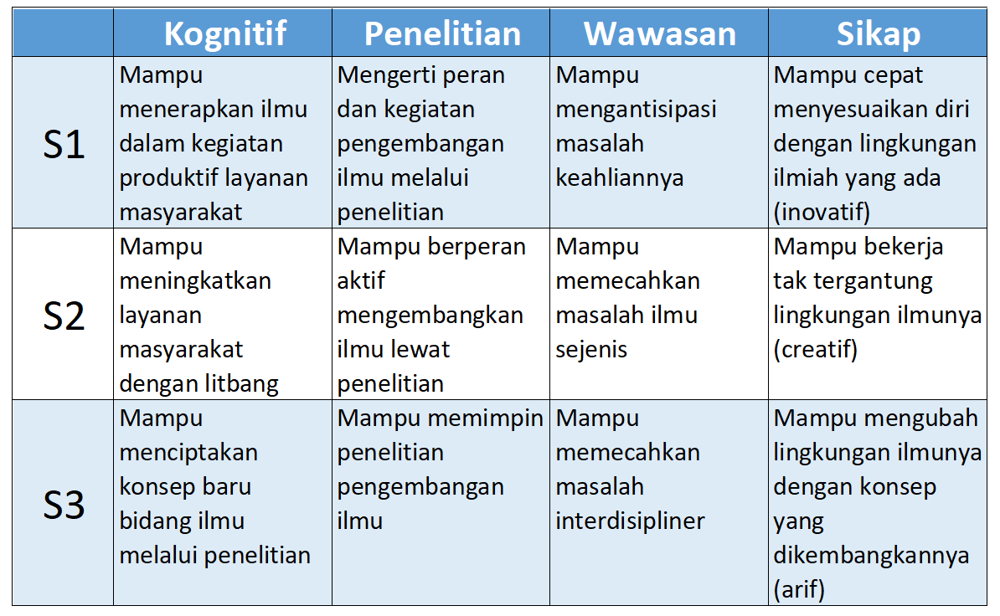 Kognitif Penelitian Wawasan Sikap
S1
Mampu
menerapkan ilmu
dalam kegiatan
produktif layanan
masyarakat
Mengerti peran
dan kegiatan
pengembangan
ilmu melalui
penelitian
Mampu
mengantisipasi
masalah
keahliannya
Mampu cepat
menyesuaikan diri
dengan lingkungan
ilmiah yang ada
(inovatif)
S2
Mampu
meningkatkan
layanan
masyarakat
dengan litbang
Mampu berperan
aktif
mengembangkan
ilmu lewat
penelitian
Mampu
memecahkan
masalah ilmu
sejenis
Mampu bekerja
tak tergantung
lingkungan ilmunya
(creatif)
S3
Mampu
menciptakan
konsep baru
bidang ilmu
melalui penelitian
Mampu memimpin
penelitian
pengembangan
ilmu
Mampu
memecahkan
masalah
interdisipliner
Mampu mengubah
lingkungan ilmunya
dengan konsep
yang
dikembangkannya
(arif)